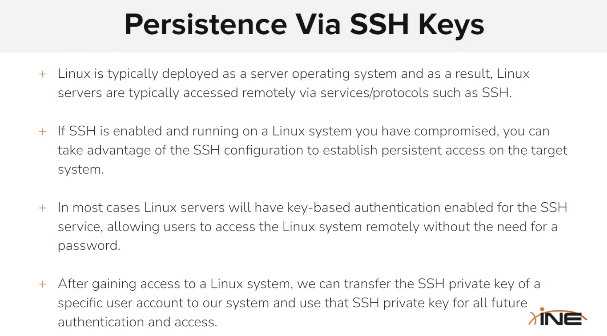 Persistence Via SSH Keys
+ Linux is typically deployed as a server operating system and as a result, Linux
servers are typically accessed remotely via services/protocols such as SSH.
+ If SSH is enabled and running on a Linux system you have compromised, you can
take advantage of the SSH configuration to establish persistent access on the target
system.
+ In most cases Linux servers will have key-based authentication enabled for the SSH
service, allowing users to access the Linux system remotely without the need for a
password.
+ After gaining access to a Linux system, we can transfer the SSH private key of a
specific user account to our system and use that SSH private key for all future
authentication and access.
INE